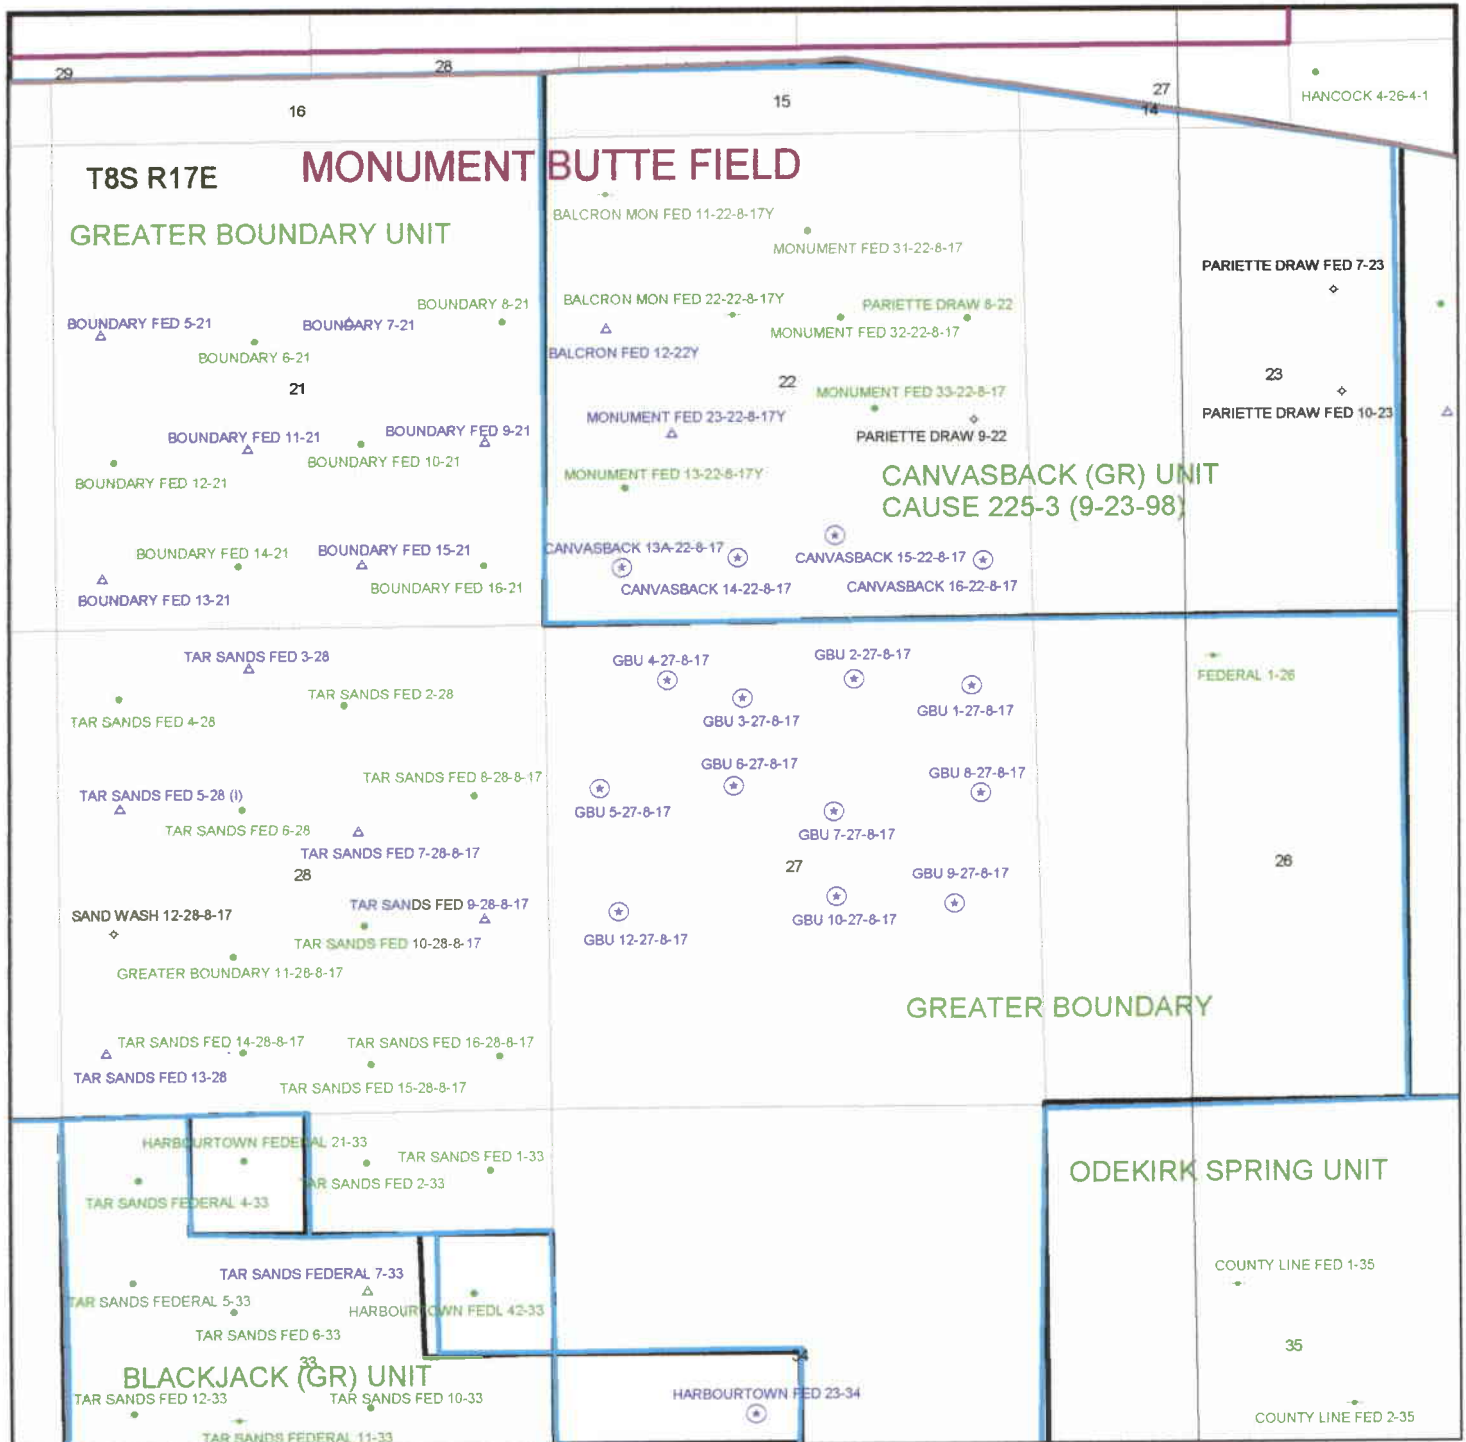 29
28
27
14
HANCOCK 4-26-4-1
16
15
T8S R17E
MONUMENT BUTTE FIELD
GREATER BOUNDARY UNIT
BALCRON MON FED 11-22-8-17Y
MONUMENT FED 31-22-8-17
PARIETTE DRAW FED 7-23
BOUNDARY FED 5-21
BOUNDARY 7-21
BOUNDARY 8-21
BALCRON MON FED 22-22-8-17Y
PARIETTE DRAW 8-22
MONUMENT FED 32-22-8-17
BOUNDARY 6-21
BALCRON FED 12-22Y
21
22
23
MONUMENT FED 33-22-8-17
PARIETTE DRAW FED 10-23
MONUMENT FED 23-22-8-17Y
PARIETTE DRAW 9-22
BOUNDARY FED 11-21
BOUNDARY FED 9-21
BOUNDARY FED 10-21
BOUNDARY FED 12-21
MONUMENT FED 13-22-8-17Y
CANVASBACK (GR) UNIT
CAUSE 225-3 (9-23-98)
BOUNDARY FED 14-21
BOUNDARY FED 15-21
CANVASBACK 13A-22-8-17
CANVASBACK 15-22-8-17
BOUNDARY FED 16-21
CANVASBACK 14-22-8-17
CANVASBACK 16-22-8-17
BOUNDARY FED 13-21
TAR SANDS FED 3-28
GBU 4-27-8-17
GBU 2-27-8-17
FEDERAL 1-26
TAR SANDS FED 2-28
TAR SANDS FED 4-28
GBU 3-27-8-17
GBU 1-27-8-17
TAR SANDS FED 8-28-8-17
GBU 6-27-8-17
GBU 8-27-8-17
TAR SANDS FED 5-28 (I)
GBU 5-27-8-17
TAR SANDS FED 6-28
GBU 7-27-8-17
TAR SANDS FED 7-28-8-17
28
27
26
GBU 9-27-8-17
SAND WASH 12-28-8-17
TAR SANDS FED 9-28-8-17
GBU 10-27-8-17
TAR SANDS FED 10-28-8-17
GBU 12-27-8-17
GREATER BOUNDARY 11-28-8-17
GREATER BOUNDARY
TAR SANDS FED 14-28-8-17
TAR SANDS FED 16-28-8-17
TAR SANDS FED 13-28
TAR SANDS FED 15-28-8-17
HARBOURTOWN FEDERAL 21-33
TAR SANDS FED 1-33
TAR SANDS FED 2-33
TAR SANDS FEDERAL 4-33
ODEKIRK SPRING UNIT
TAR SANDS FEDERAL 7-33
COUNTY LINE FED 1-35
TAR SANDS FEDERAL 5-33
HARBOURTOWN FEDL 42-33
TAR SANDS FED 6-33
33
34
35
BLACKJACK (GR) UNIT
TAR SANDS FED 12-33
TAR SANDS FED 10-33
HARBOURTOWN FED 23-34
COUNTY LINE FED 2-35
TAR SANDS FEDERAL 11-33